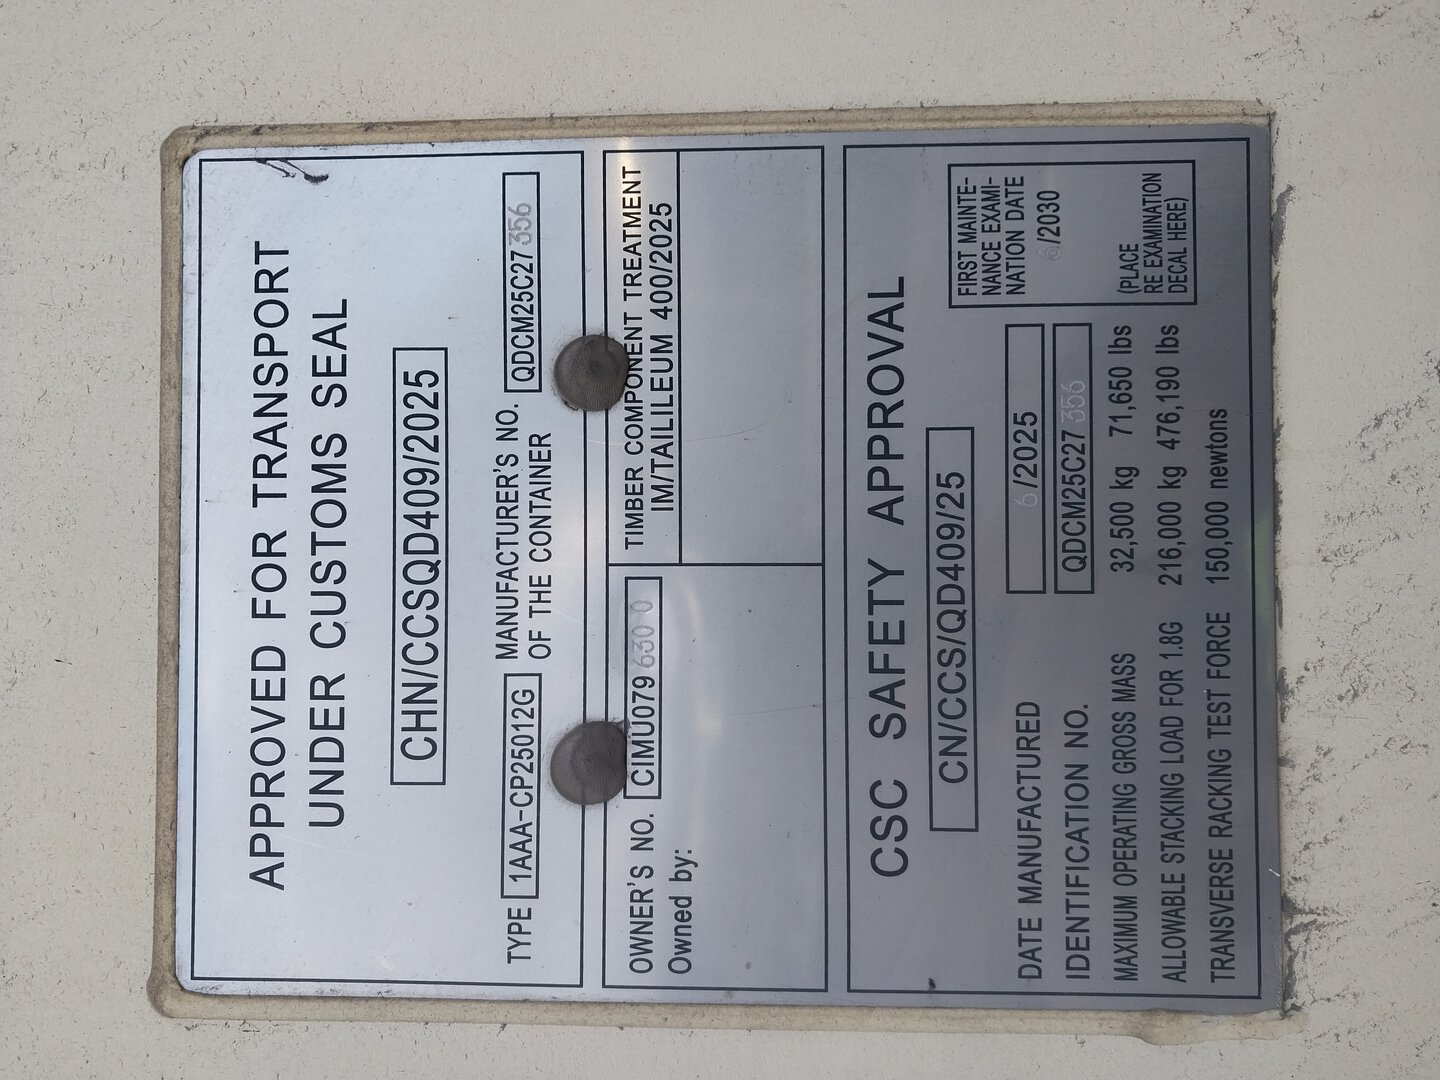 APPROVED FOR TRANSPORT
UNDER CUSTOMS SEAL
CHN/CCSQD409/2025
TYPE 1AAA-CP25012G MANUFACTURER'S NO. OF THE CONTAINER QDCM25C27356
OWNER'S NO. CIMU079 630 0
Owned by:
TIMBER COMPONENT TREATMENT
IM/TAILILEUM 400/2025
CSC SAFETY APPROVAL
CN/CCS/QD409/25
DATE MANUFACTURED 6/2025
IDENTIFICATION NO. QDCM25C27 356
MAXIMUM OPERATING GROSS MASS 32,500 kg 71,650 lbs
ALLOWABLE STACKING LOAD FOR 1.8G 216,000 kg 476,190 lbs
TRANSVERSE RACKING TEST FORCE 150,000 newtons
FIRST MAINTE-
NANCE EXAMI-
NATION DATE
6/2030
(PLACE
RE EXAMINATION
DECAL HERE)